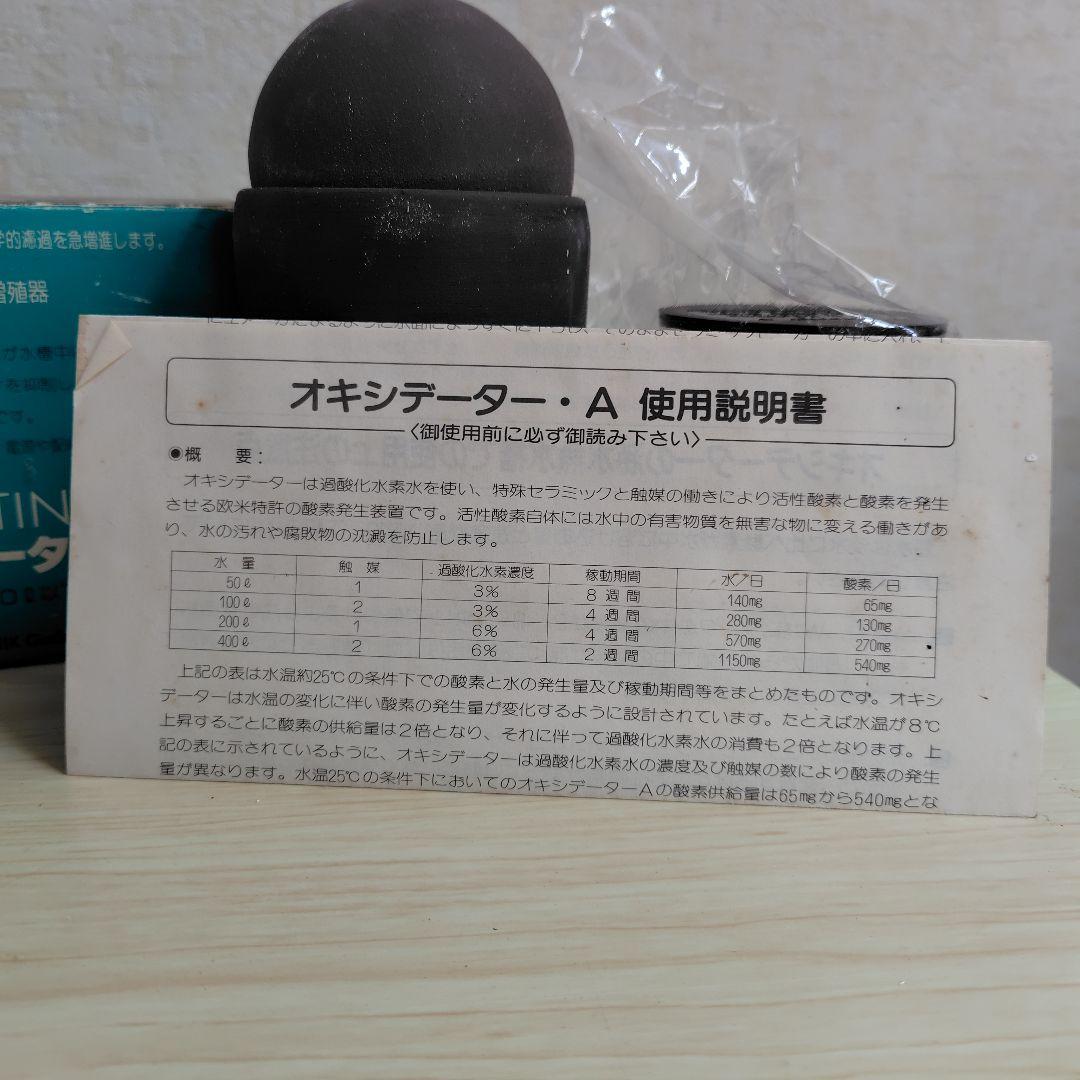 学的濾過を急増進します。
増殖器
が水槽中
を抑制し
です。
TIN
ータ
オキシデーター・A 使用説明書
〈御使用前に必ず御読み下さい〉
◉概 要:
オキシデーターは過酸化水素水を使い、特殊セラミックと触媒の働きにより活性酸素と酸素を発生
させる欧米特許の酸素発生装置です。活性酸素自体には水中の有害物質を無害な物に変える働きがあ
り、水の汚れや腐敗物の沈澱を防止します。
水 量 触 媒 過酸化水素濃度 稼動期間 水/日 酸素/日
50ℓ 1 3% 8 週 間 140mg 65mg
100ℓ 2 3% 4 週 間 280mg 130mg
200ℓ 1 6% 4 週 間 570mg 270mg
400ℓ 2 6% 2 週 間 1150mg 540mg
上記の表は水温約25℃の条件下での酸素と水の発生量及び稼動期間等をまとめたものです。オキシ
データーは水温の変化に伴い酸素の発生量が変化するように設計されています。たとえば水温が8℃
上昇するごとに酸素の供給量は2倍となり、それに伴って過酸化水素水の消費も2倍となります。上
記の表に示されているように、オキシデーターは過酸化水素水の濃度及び触媒の数により酸素の発生
量が異なります。水温25℃の条件下においてのオキシデーターAの酸素供給量は65mgから540mgとな